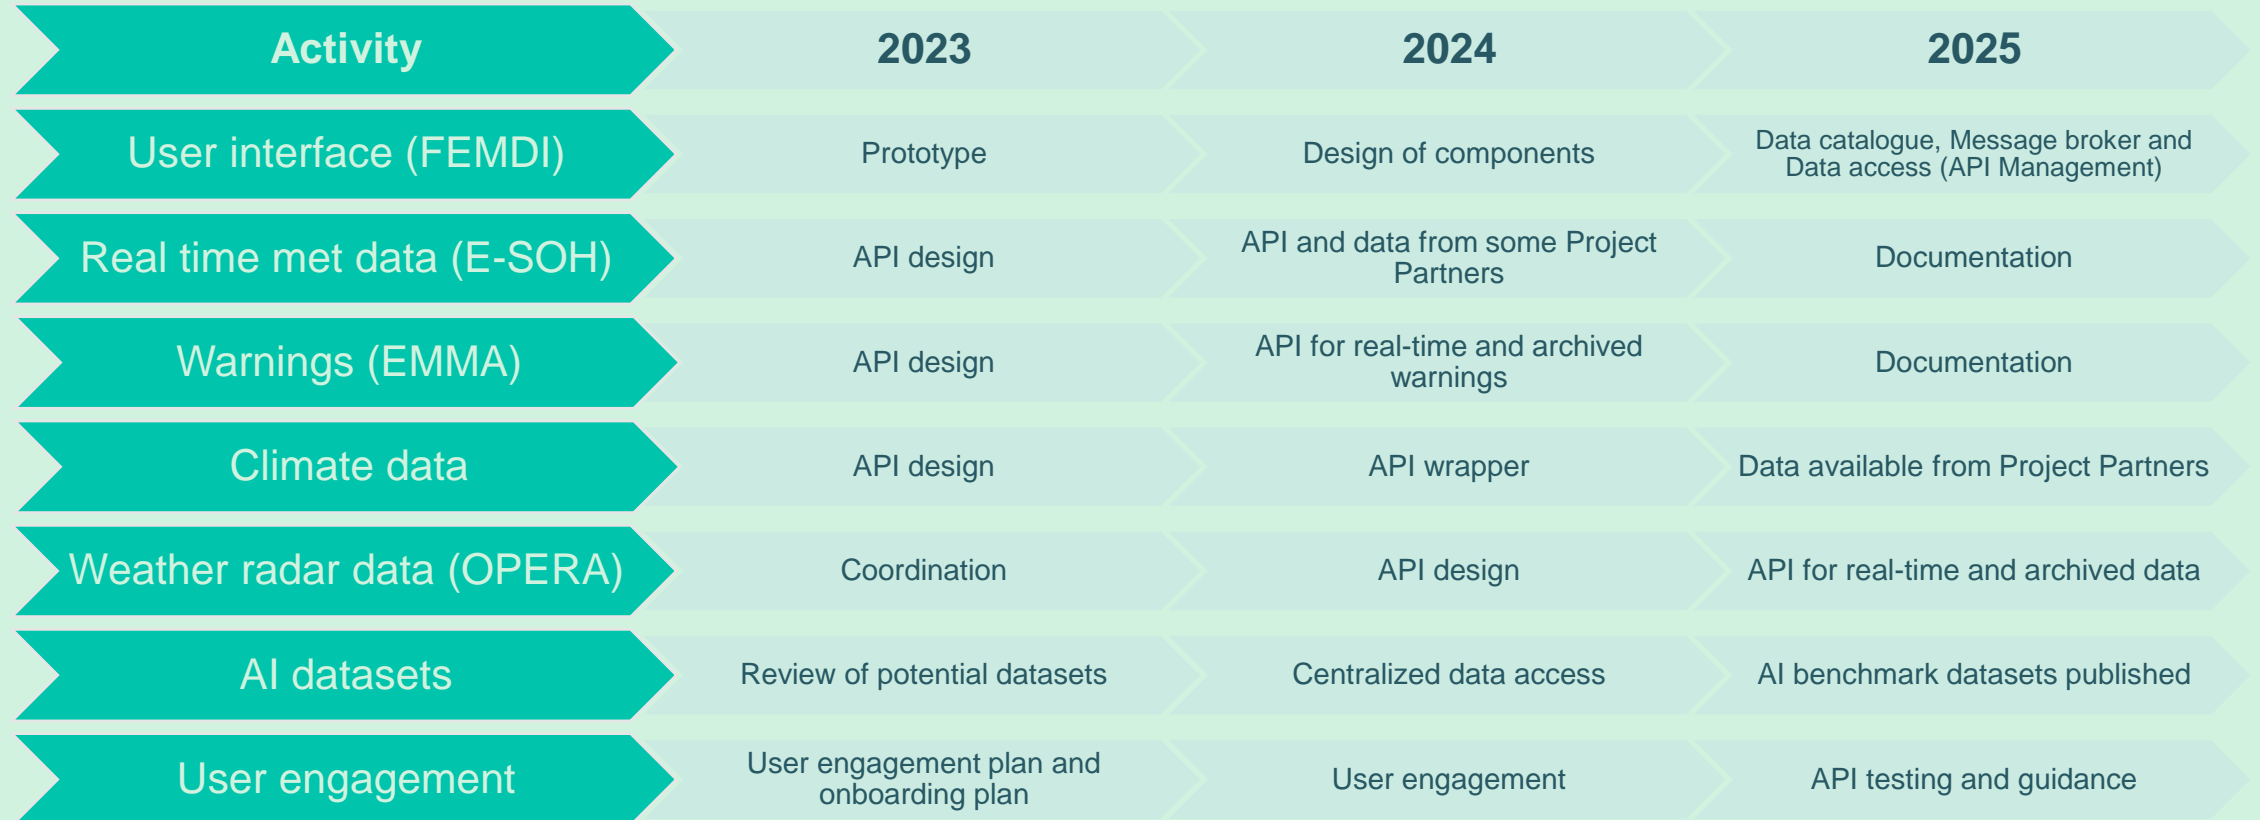 Activity
2023
2024
2025
User interface (FEMDI)
Prototype
Design of components
Data catalogue, Message broker and
Data access (API Management)
Real time met data (E-SOH)
API design
API and data from some Project
Partners
Documentation
Warnings (EMMA)
API design
API for real-time and archived
warnings
Documentation
Climate data
API design
API wrapper
Data available from Project Partners
Weather radar data (OPERA)
Coordination
API design
API for real-time and archived data
AI datasets
Review of potential datasets
Centralized data access
AI benchmark datasets published
User engagement
User engagement plan and
onboarding plan
User engagement
API testing and guidance